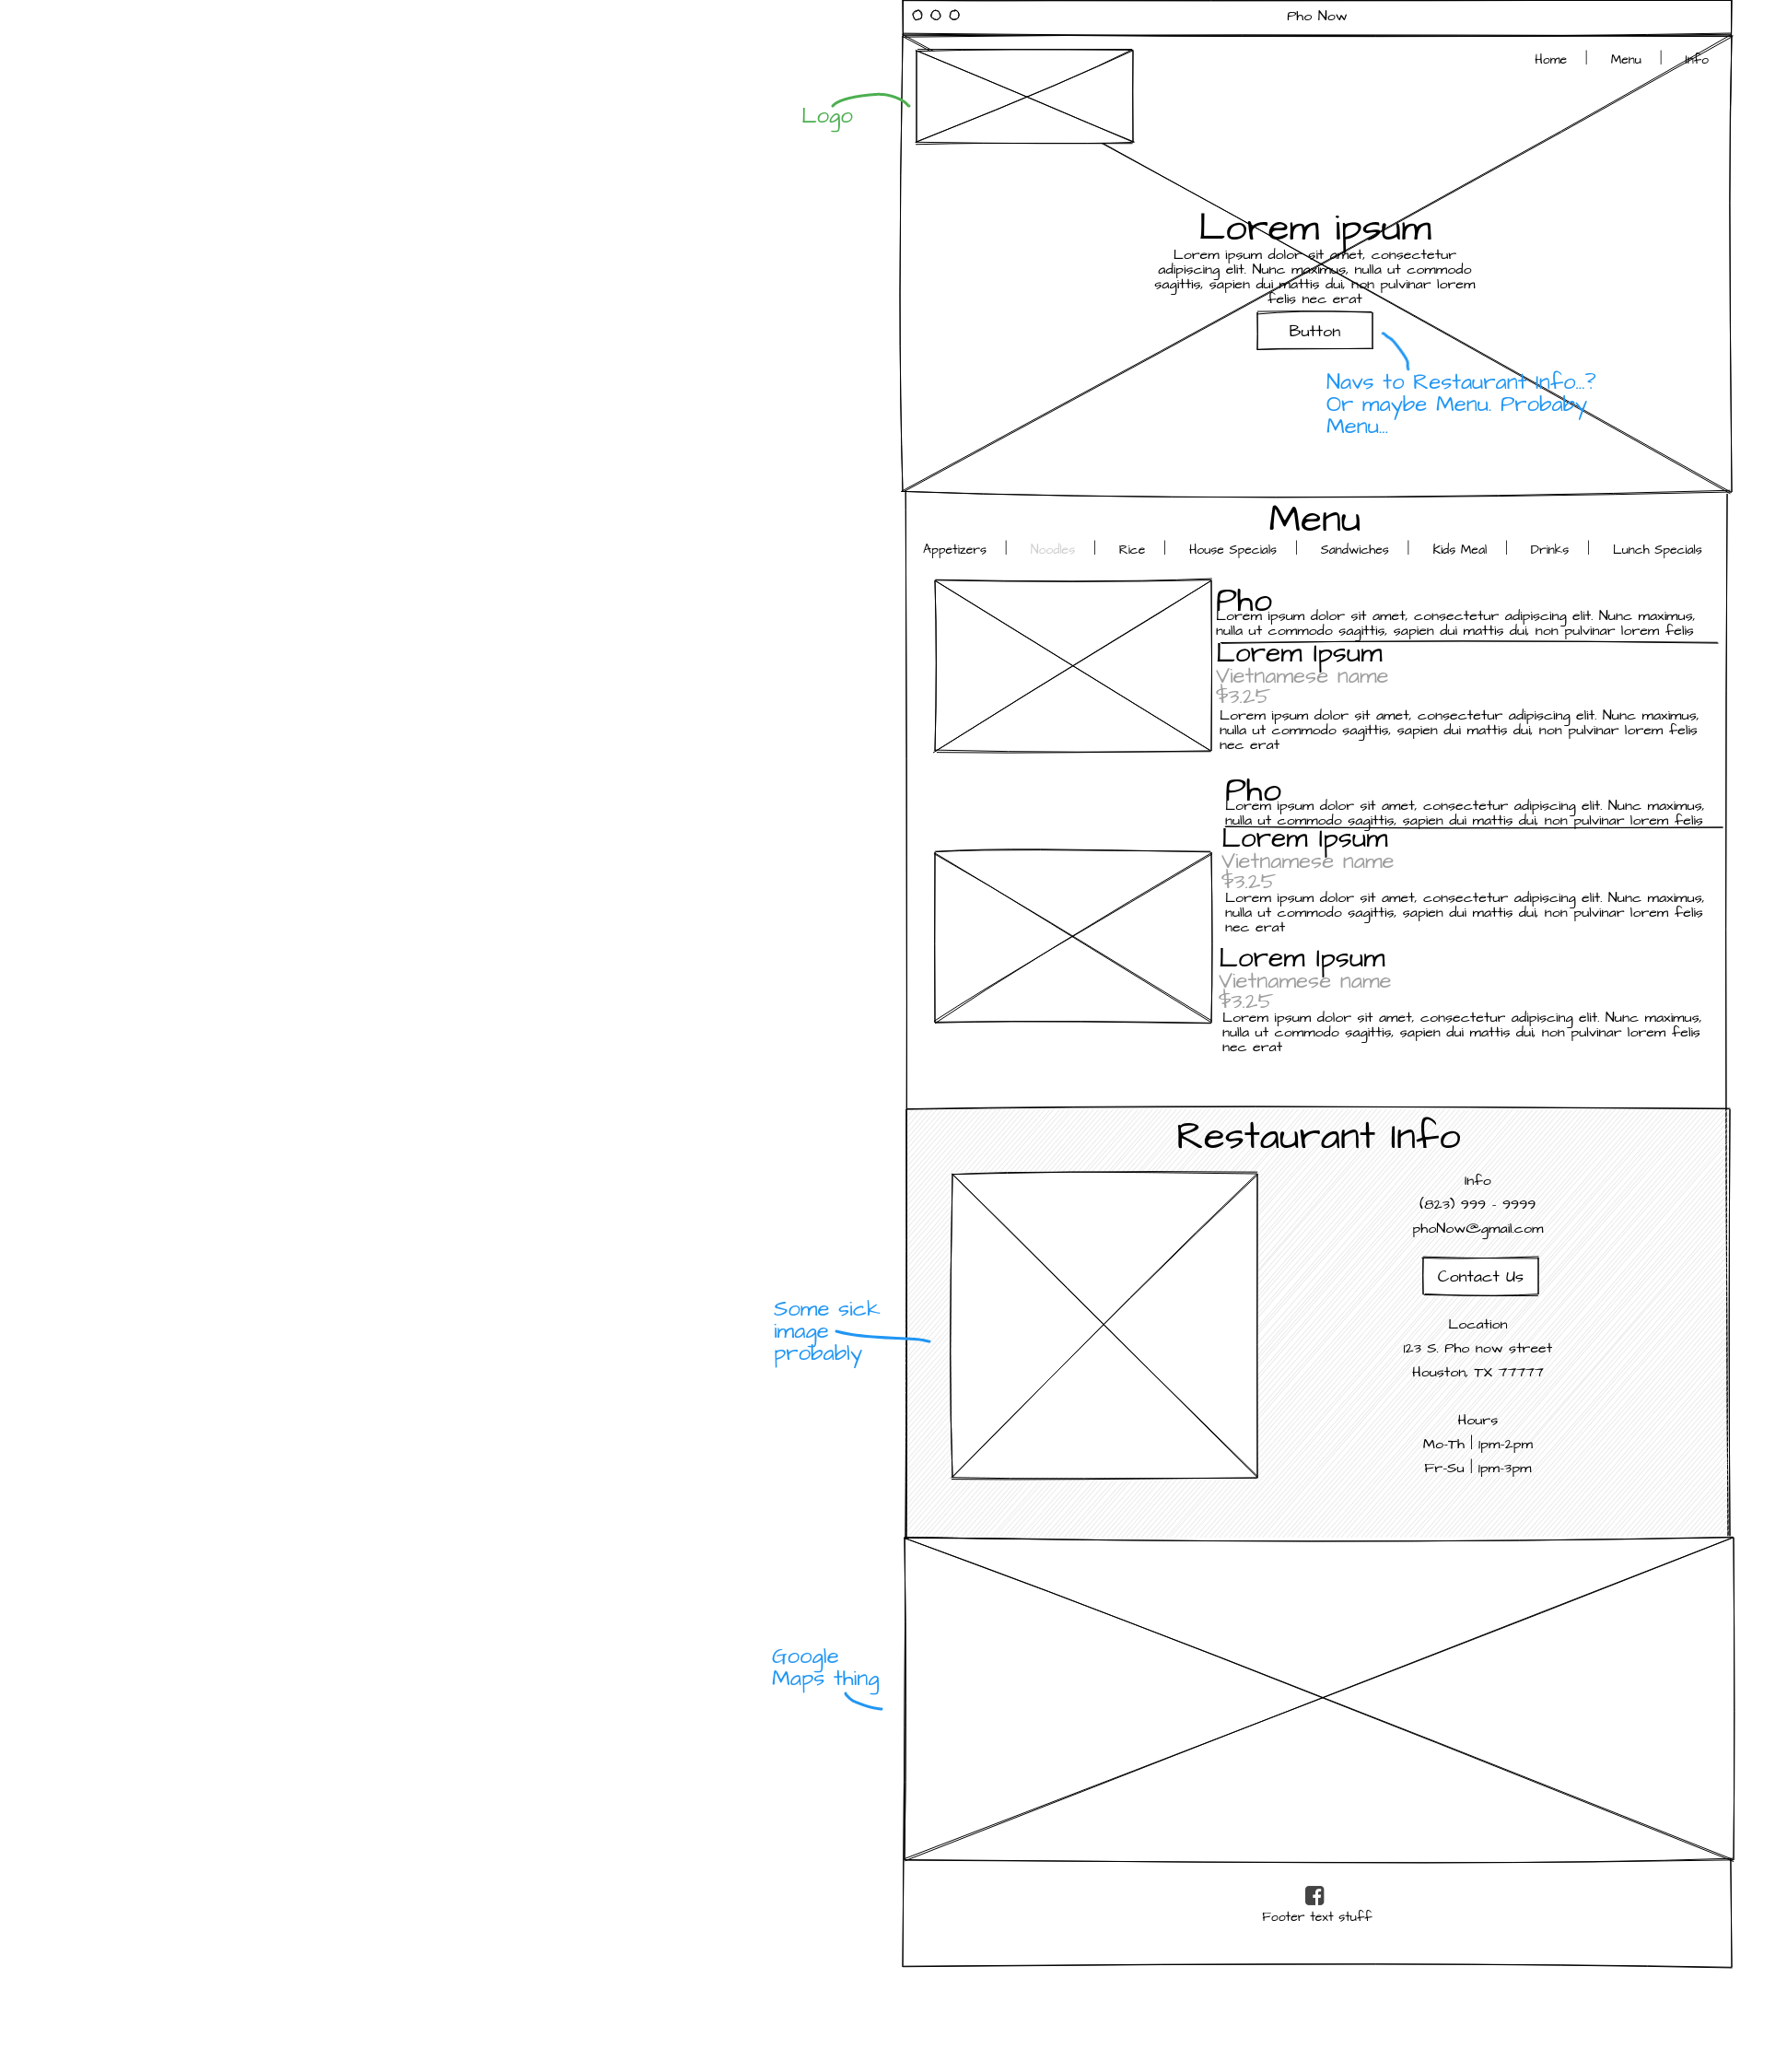 Pho Now
Home | Menu | Info
Logo
Lorem ipsum
Lorem ipsum dolor sit amet, consectetur
adipiscing elit. Nunc maximus, nulla ut commodo
sagittis, sapien dui mattis dui, non pulvinar lorem
felis nec erat
Button
Navs to Restaurant Info...?
Or maybe Menu. Probaby
Menu...
Menu
Appetizers | Noodles | Rice | House Specials | Sandwiches | Kids Meal | Drinks | Lunch Specials
Pho
Lorem ipsum dolor sit amet, consectetur adipiscing elit. Nunc maximus,
nulla ut commodo sagittis, sapien dui mattis dui, non pulvinar lorem felis
Lorem Ipsum
Vietnamese name
$3.25
Lorem ipsum dolor sit amet, consectetur adipiscing elit. Nunc maximus,
nulla ut commodo sagittis, sapien dui mattis dui, non pulvinar lorem felis
nec erat
Pho
Lorem ipsum dolor sit amet, consectetur adipiscing elit. Nunc maximus,
nulla ut commodo sagittis, sapien dui mattis dui, non pulvinar lorem felis
Lorem Ipsum
Vietnamese name
$3.25
Lorem ipsum dolor sit amet, consectetur adipiscing elit. Nunc maximus,
nulla ut commodo sagittis, sapien dui mattis dui, non pulvinar lorem felis
nec erat
Lorem Ipsum
Vietnamese name
$3.25
Lorem ipsum dolor sit amet, consectetur adipiscing elit. Nunc maximus,
nulla ut commodo sagittis, sapien dui mattis dui, non pulvinar lorem felis
nec erat
Restaurant Info
Info
(823) 999 - 9999
phoNow@gmail.com
Contact Us
Some sick
image
probably
Location
123 S. Pho now street
Houston, TX 77777
Hours
Mo-Th | 1pm-2pm
Fr-Su | 1pm-3pm
Google
Maps thing
Footer text stuff